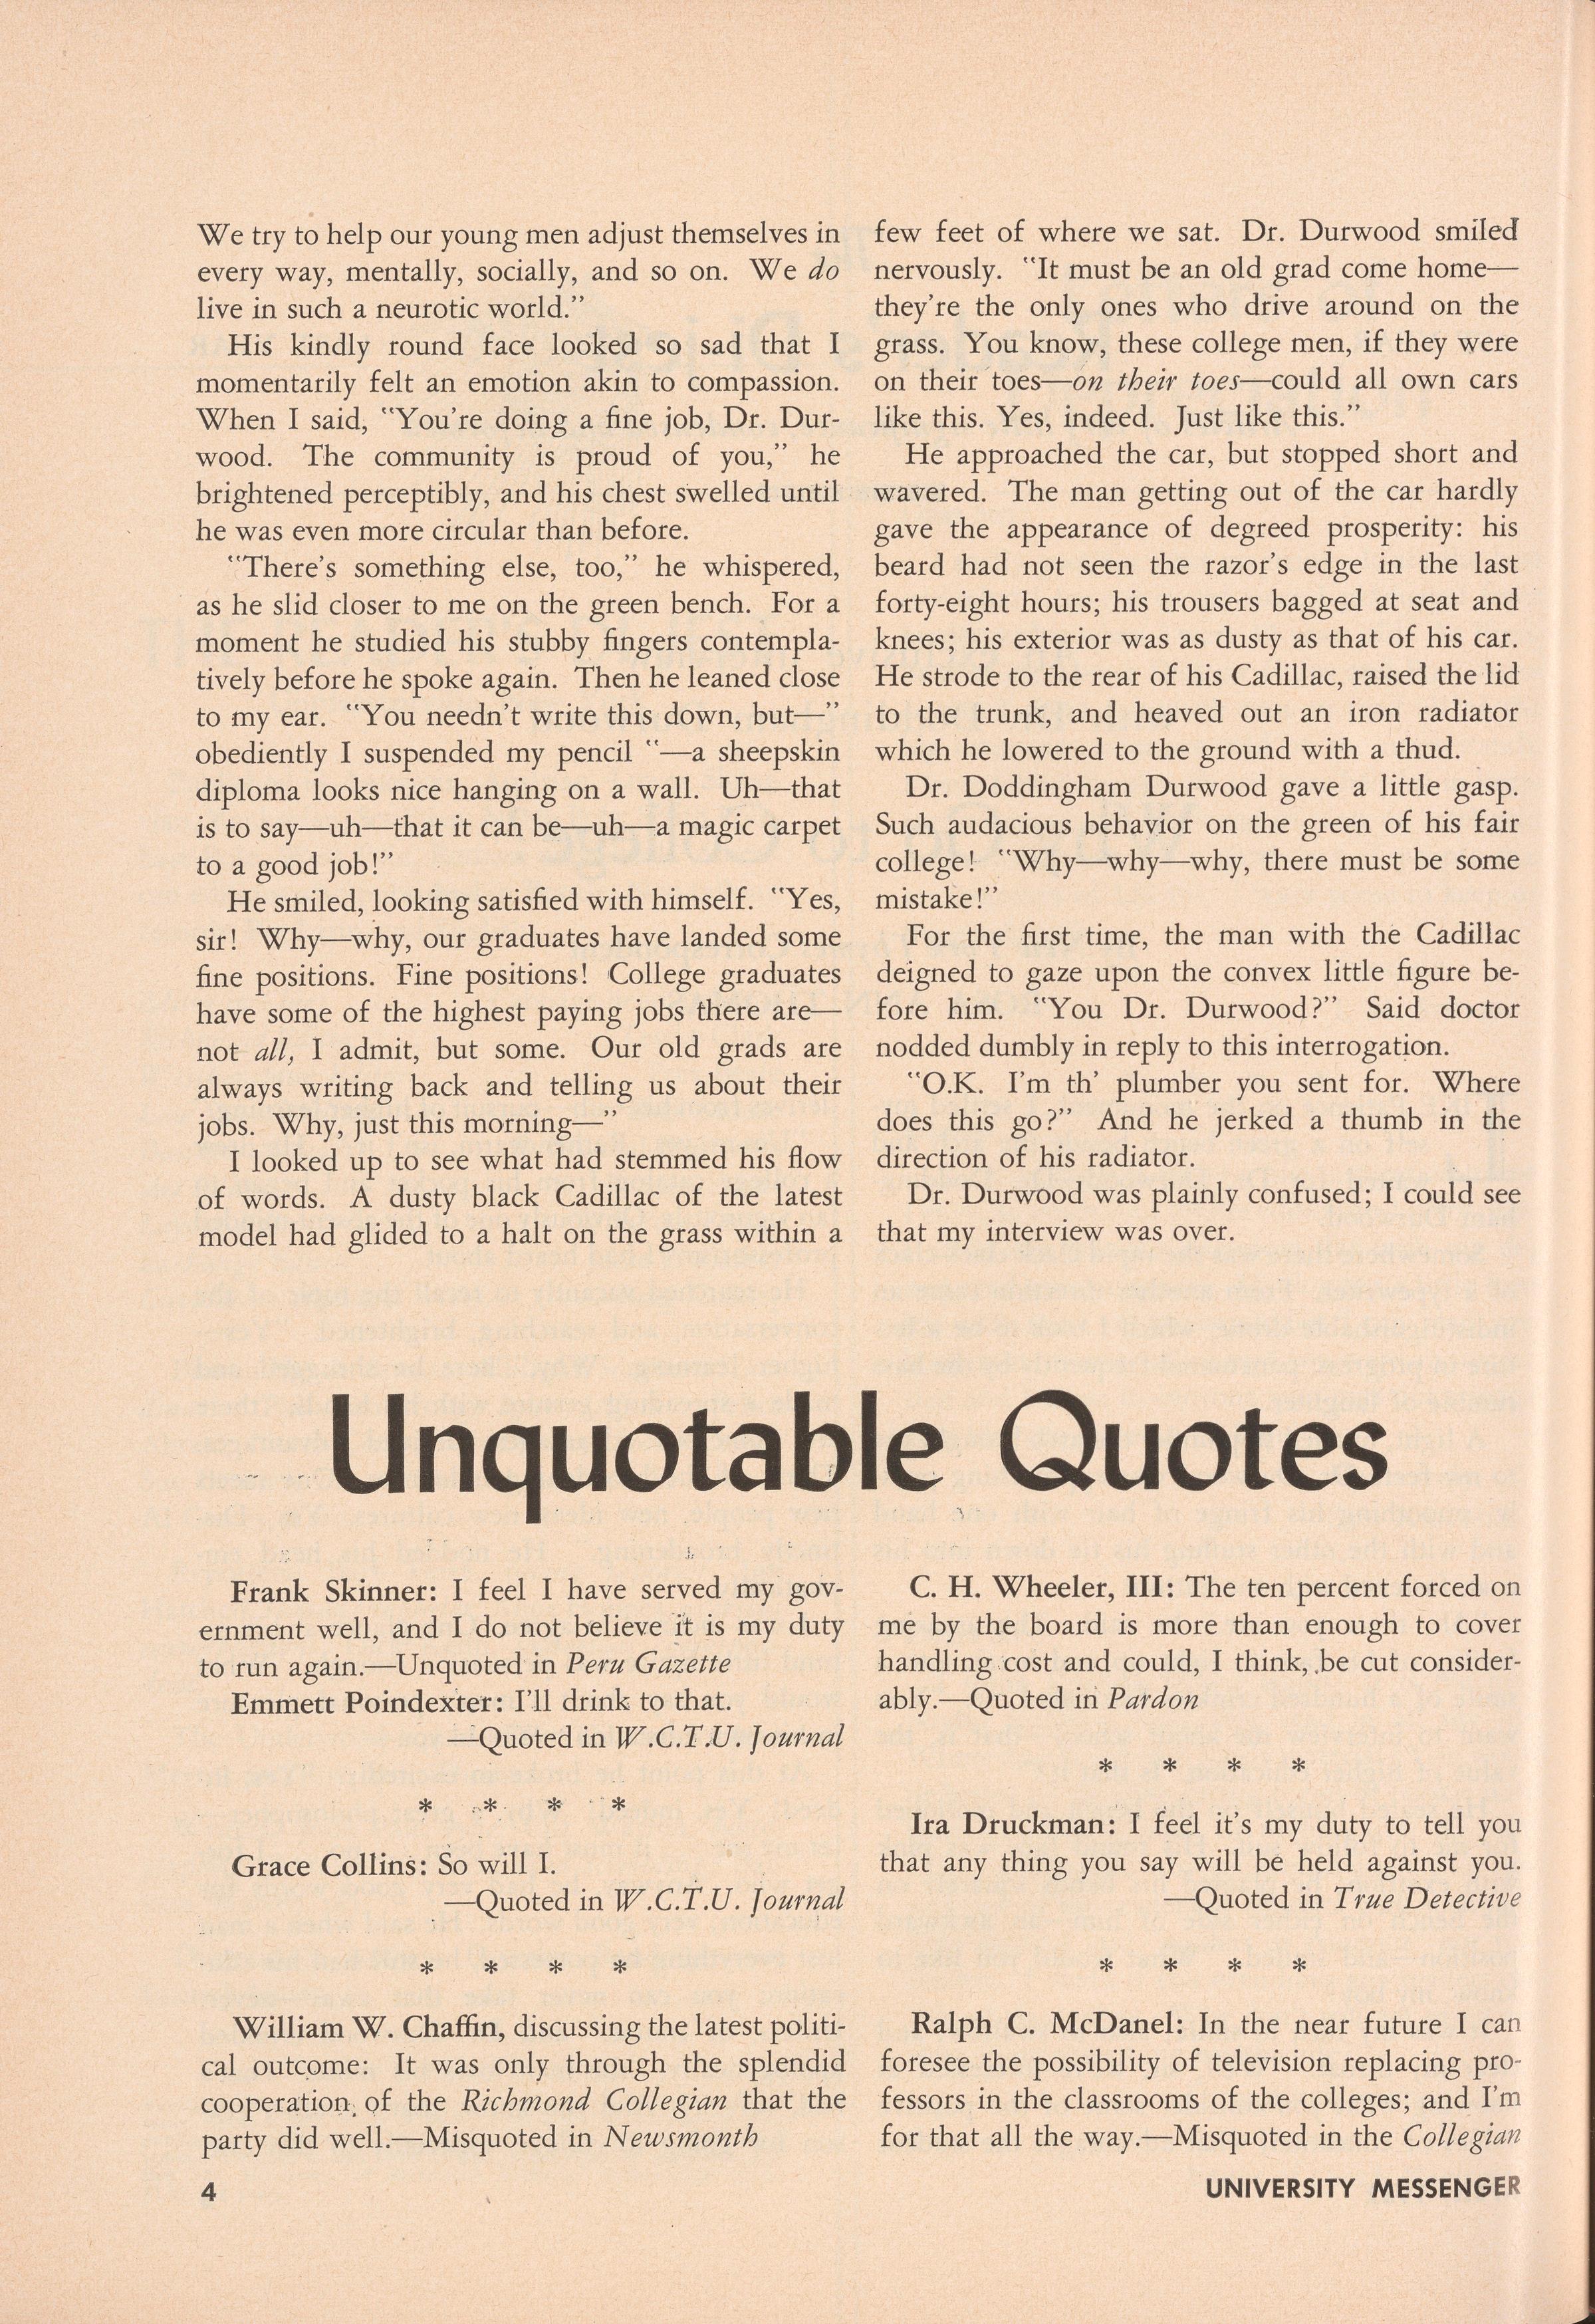 We try to help our young men adjust themselves in
every way, mentally, socially, and so on. We do
live in such a neurotic world."
His kindly round face looked so sad that I
momentarily felt an emotion akin to compassion.
When I said, "You're doing a fine job, Dr. Dur-
wood. The community is proud of you," he
brightened perceptibly, and his chest swelled until
he was even more circular than before.
"There's something else, too," he whispered,
as he slid closer to me on the green bench. For a
moment he studied his stubby fingers contempla-
tively before he spoke again. Then he leaned close
to my ear. "You needn't write this down, but—"
obediently I suspended my pencil "—a sheepskin
diploma looks nice hanging on a wall. Uh—that
is to say—uh—that it can be—uh—a magic carpet
to a good job!"
He smiled, looking satisfied with himself. "Yes,
sir! Why—why, our graduates have landed some
fine positions. Fine positions! College graduates
have some of the highest paying jobs there are—
not all, I admit, but some. Our old grads are
always writing back and telling us about their
jobs. Why, just this morning—"
I looked up to see what had stemmed his flow
of words. A dusty black Cadillac of the latest
model had glided to a halt on the grass within a
few feet of where we sat. Dr. Durwood smiled
nervously. "It must be an old grad come home—
they're the only ones who drive around on the
grass. You know, these college men, if they were
on their toes—on their toes—could all own cars
like this. Yes, indeed. Just like this."
He approached the car, but stopped short and
wavered. The man getting out of the car hardly
gave the appearance of degreed prosperity: his
beard had not seen the razor's edge in the last
forty-eight hours; his trousers bagged at seat and
knees; his exterior was as dusty as that of his car.
He strode to the rear of his Cadillac, raised the lid
to the trunk, and heaved out an iron radiator
which he lowered to the ground with a thud.
Dr. Doddingham Durwood gave a little gasp.
Such audacious behavior on the green of his fair
college! "Why—why—why, there must be some
mistake!"
For the first time, the man with the Cadillac
deigned to gaze upon the convex little figure be-
fore him. "You Dr. Durwood?" Said doctor
nodded dumbly in reply to this interrogation.
"O.K. I'm th' plumber you sent for. Where
does this go?" And he jerked a thumb in the
direction of his radiator.
Dr. Durwood was plainly confused; I could see
that my interview was over.
Unquotable Quotes
Frank Skinner: I feel I have served my gov-
ernment well, and I do not believe it is my duty
to run again.—Unquoted in Peru Gazette
Emmett Poindexter: I'll drink to that.
—Quoted in W.C.T.U. Journal
* * * *
Grace Collins: So will I.
—Quoted in W.C.T.U. Journal
* * * *
William W. Chaffin, discussing the latest politi-
cal outcome: It was only through the splendid
cooperation of the Richmond Collegian that the
party did well.—Misquoted in Newsmonth
C. H. Wheeler, III: The ten percent forced on
me by the board is more than enough to cover
handling cost and could, I think, be cut consider-
ably.—Quoted in Pardon
* * * *
Ira Druckman: I feel it's my duty to tell you
that any thing you say will be held against you.
—Quoted in True Detective
* * * *
Ralph C. McDanel: In the near future I can
foresee the possibility of television replacing pro-
fessors in the classrooms of the colleges; and I'm
for that all the way.—Misquoted in the Collegian
4
UNIVERSITY MESSENGER